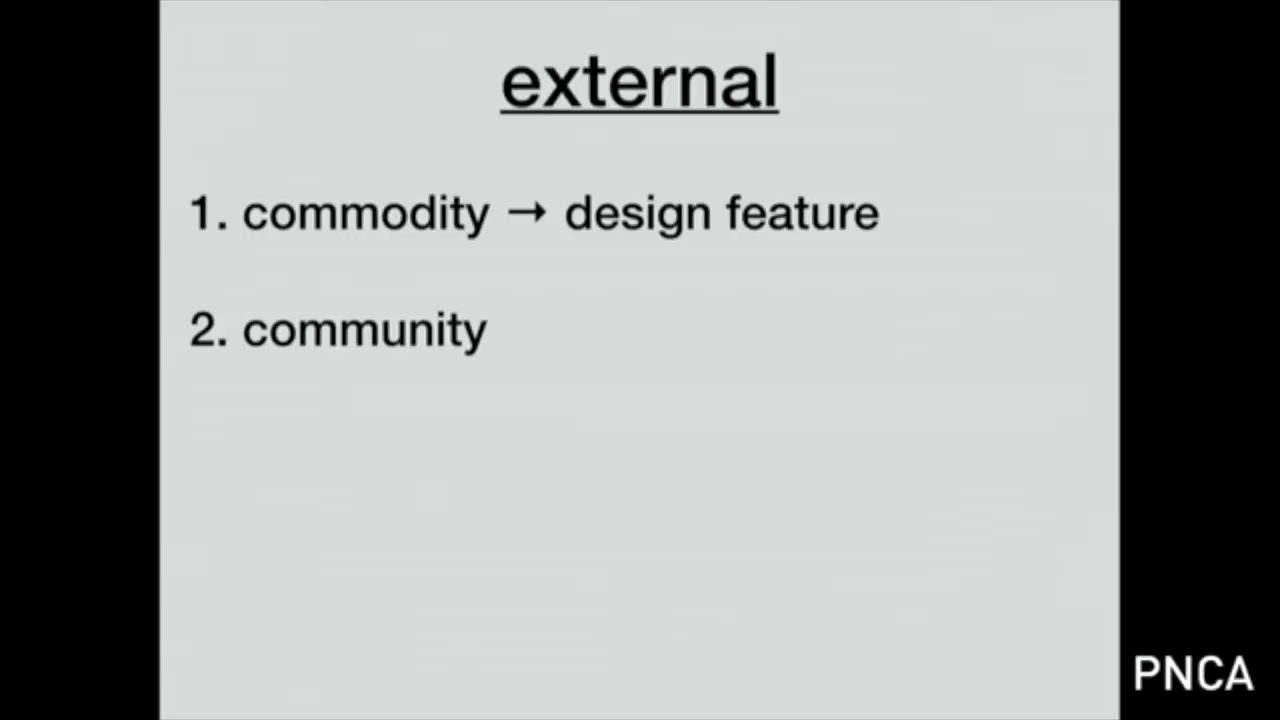 external
1. commodity → design feature
2. community
PNCA